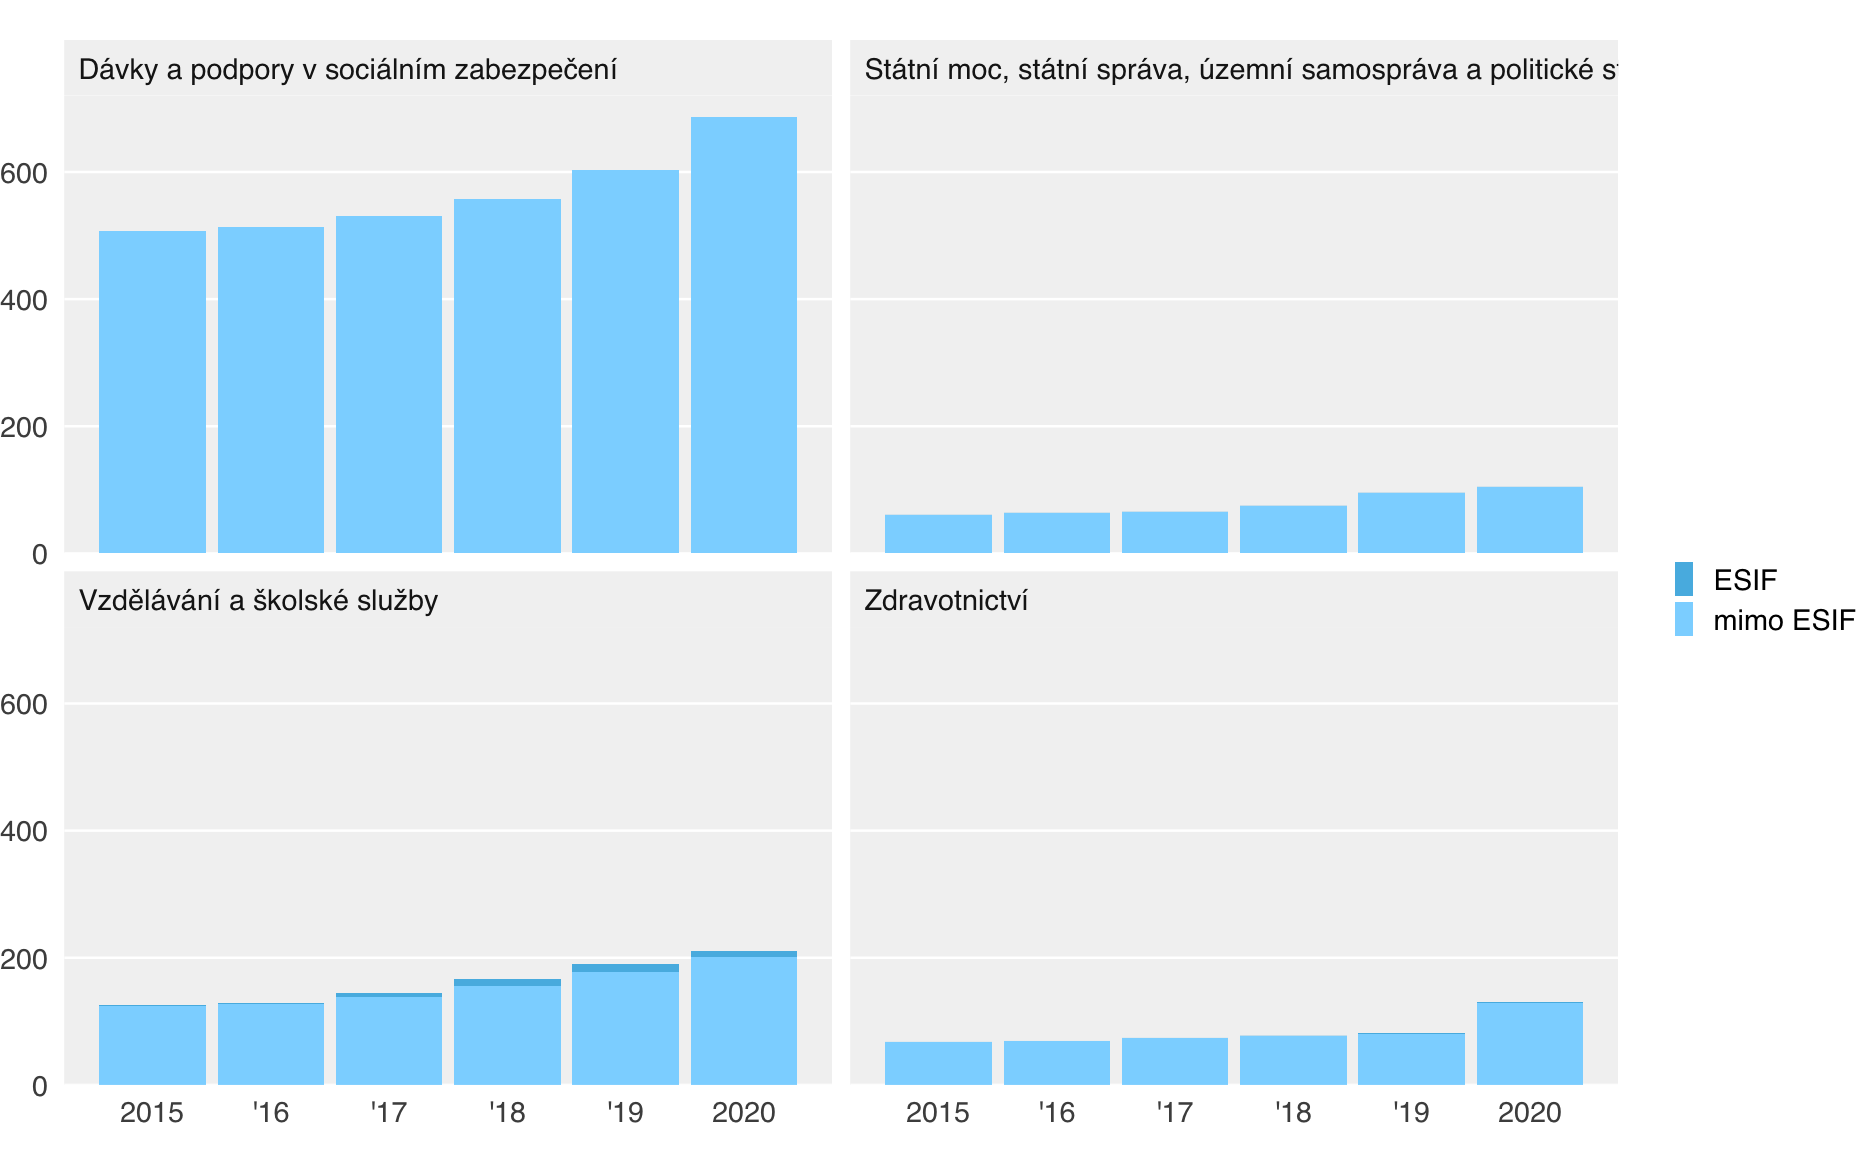 Dávky a podpory v sociálním zabezpečení
Státní moc, státní správa, územní samospráva a politické
600
400
200
0
Vzdělávání a školské služby
Zdravotnictví
600
400
200
0
2015 '16 '17 '18 '19 2020
2015 '16 '17 '18 '19 2020
ESIF
mimo ESIF